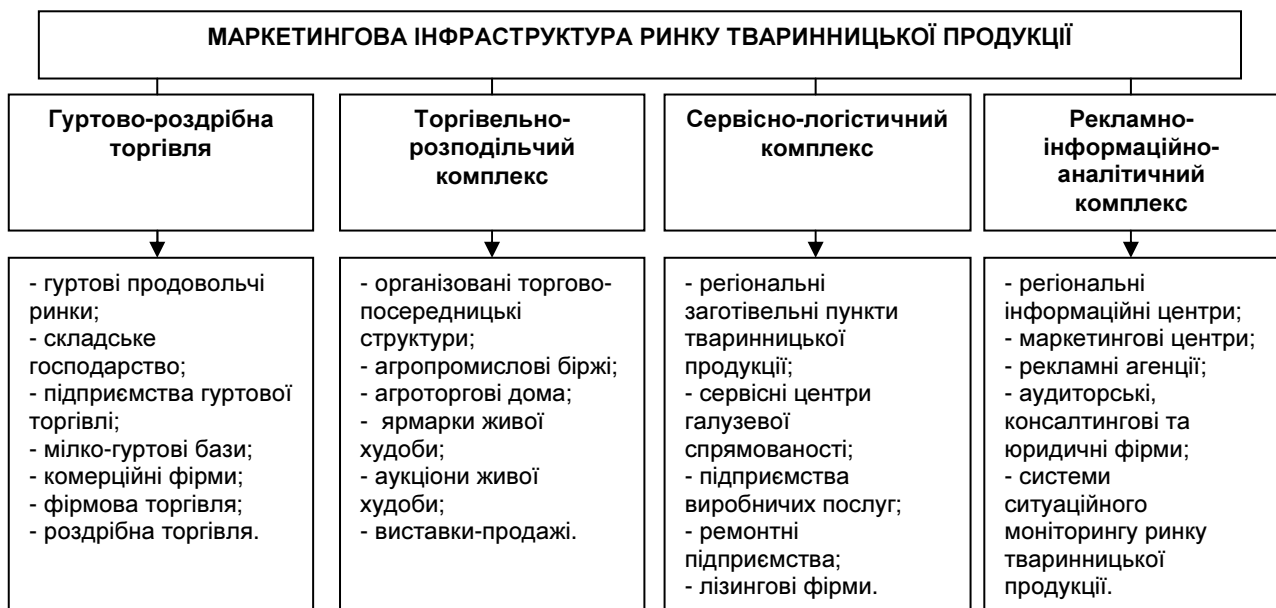 МАРКЕТИНГОВА ІНФРАСТРУКТУРА РИНКУ ТВАРИННИЦЬКОЇ ПРОДУКЦІЇ
Гуртово-роздрібна
торгівля
Торгівельно-
розподільчий
комплекс
Сервісно-логістичний
комплекс
Рекламно-
інформаційно-
аналітичний
комплекс
- гуртові продовольчі
ринки;
- складське
господарство;
- підприємства гуртової
торгівлі;
- мілко-гуртові бази;
- комерційні фірми;
- фірмова торгівля;
- роздрібна торгівля.
- організовані торгово-
посередницькі
структури;
- агропромислові біржі;
- агроторгові дома;
- ярмарки живої
худоби;
- аукціони живої
худоби;
- виставки-продажі.
- регіональні
заготівельні пункти
тваринницької
продукції;
- сервісні центри
галузевої
спрямованості;
- підприємства
виробничих послуг;
- ремонтні
підприємства;
- лізингові фірми.
- регіональні
інформаційні центри;
- маркетингові центри;
- рекламні агенції;
- аудиторські,
консалтингові та
юридичні фірми;
- системи
ситуаційного
моніторингу ринку
тваринницької
продукції.